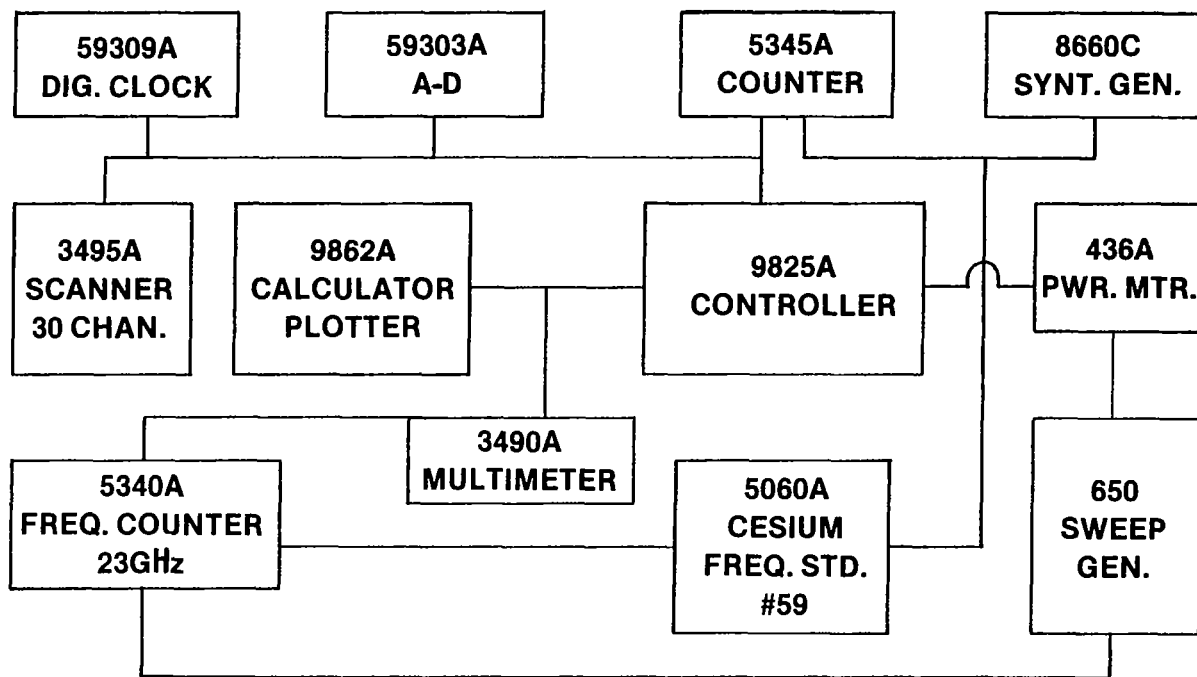 59309A
DIG. CLOCK
59303A
A-D
5345A
COUNTER
8660C
SYNT. GEN.
3495A
SCANNER
30 CHAN.
9862A
CALCULATOR
PLOTTER
9825A
CONTROLLER
436A
PWR. MTR.
3490A
MULTIMETER
5340A
FREQ. COUNTER
23GHz
5060A
CESIUM
FREQ. STD.
#59
650
SWEEP
GEN.